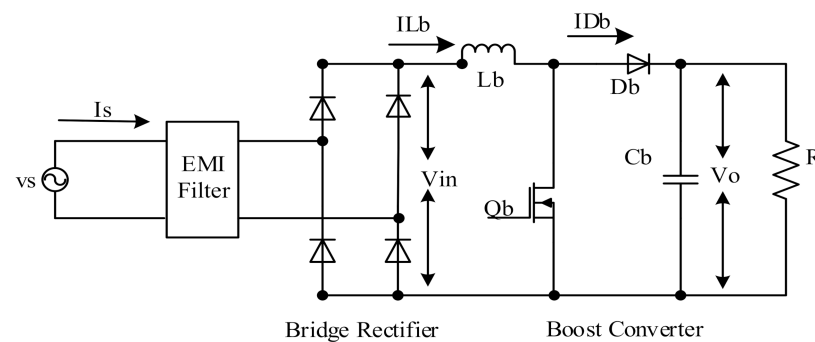 ILb
IDb
Is
Lb
Db
EMI
Filter
vs
Vin
Cb
Vo
R
Qb
Bridge Rectifier
Boost Converter